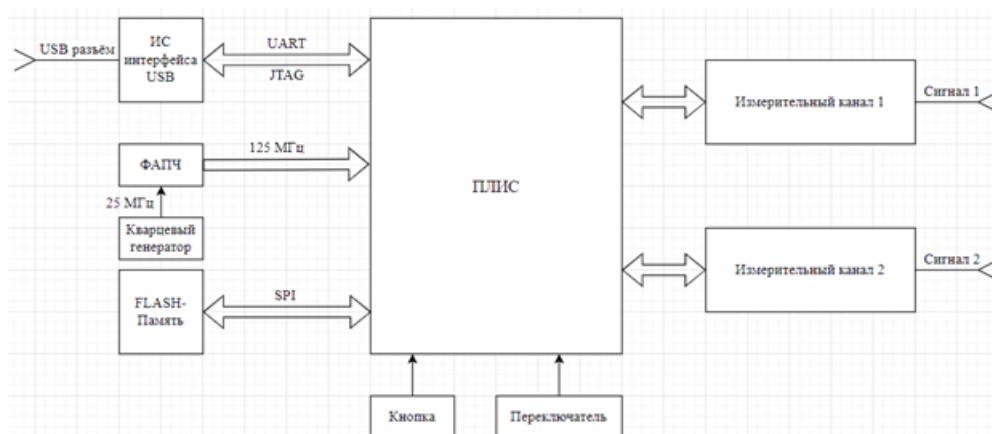 USB разъём
ИС
интерфейса
USB
UART
JTAG
ФАПЧ
125 МГц
25 МГц
Кварцевый
генератор
FLASH-
Память
SPI
ПЛИС
Измерительный канал 1
Сигнал 1
Измерительный канал 2
Сигнал 2
Кнопка
Переключатель